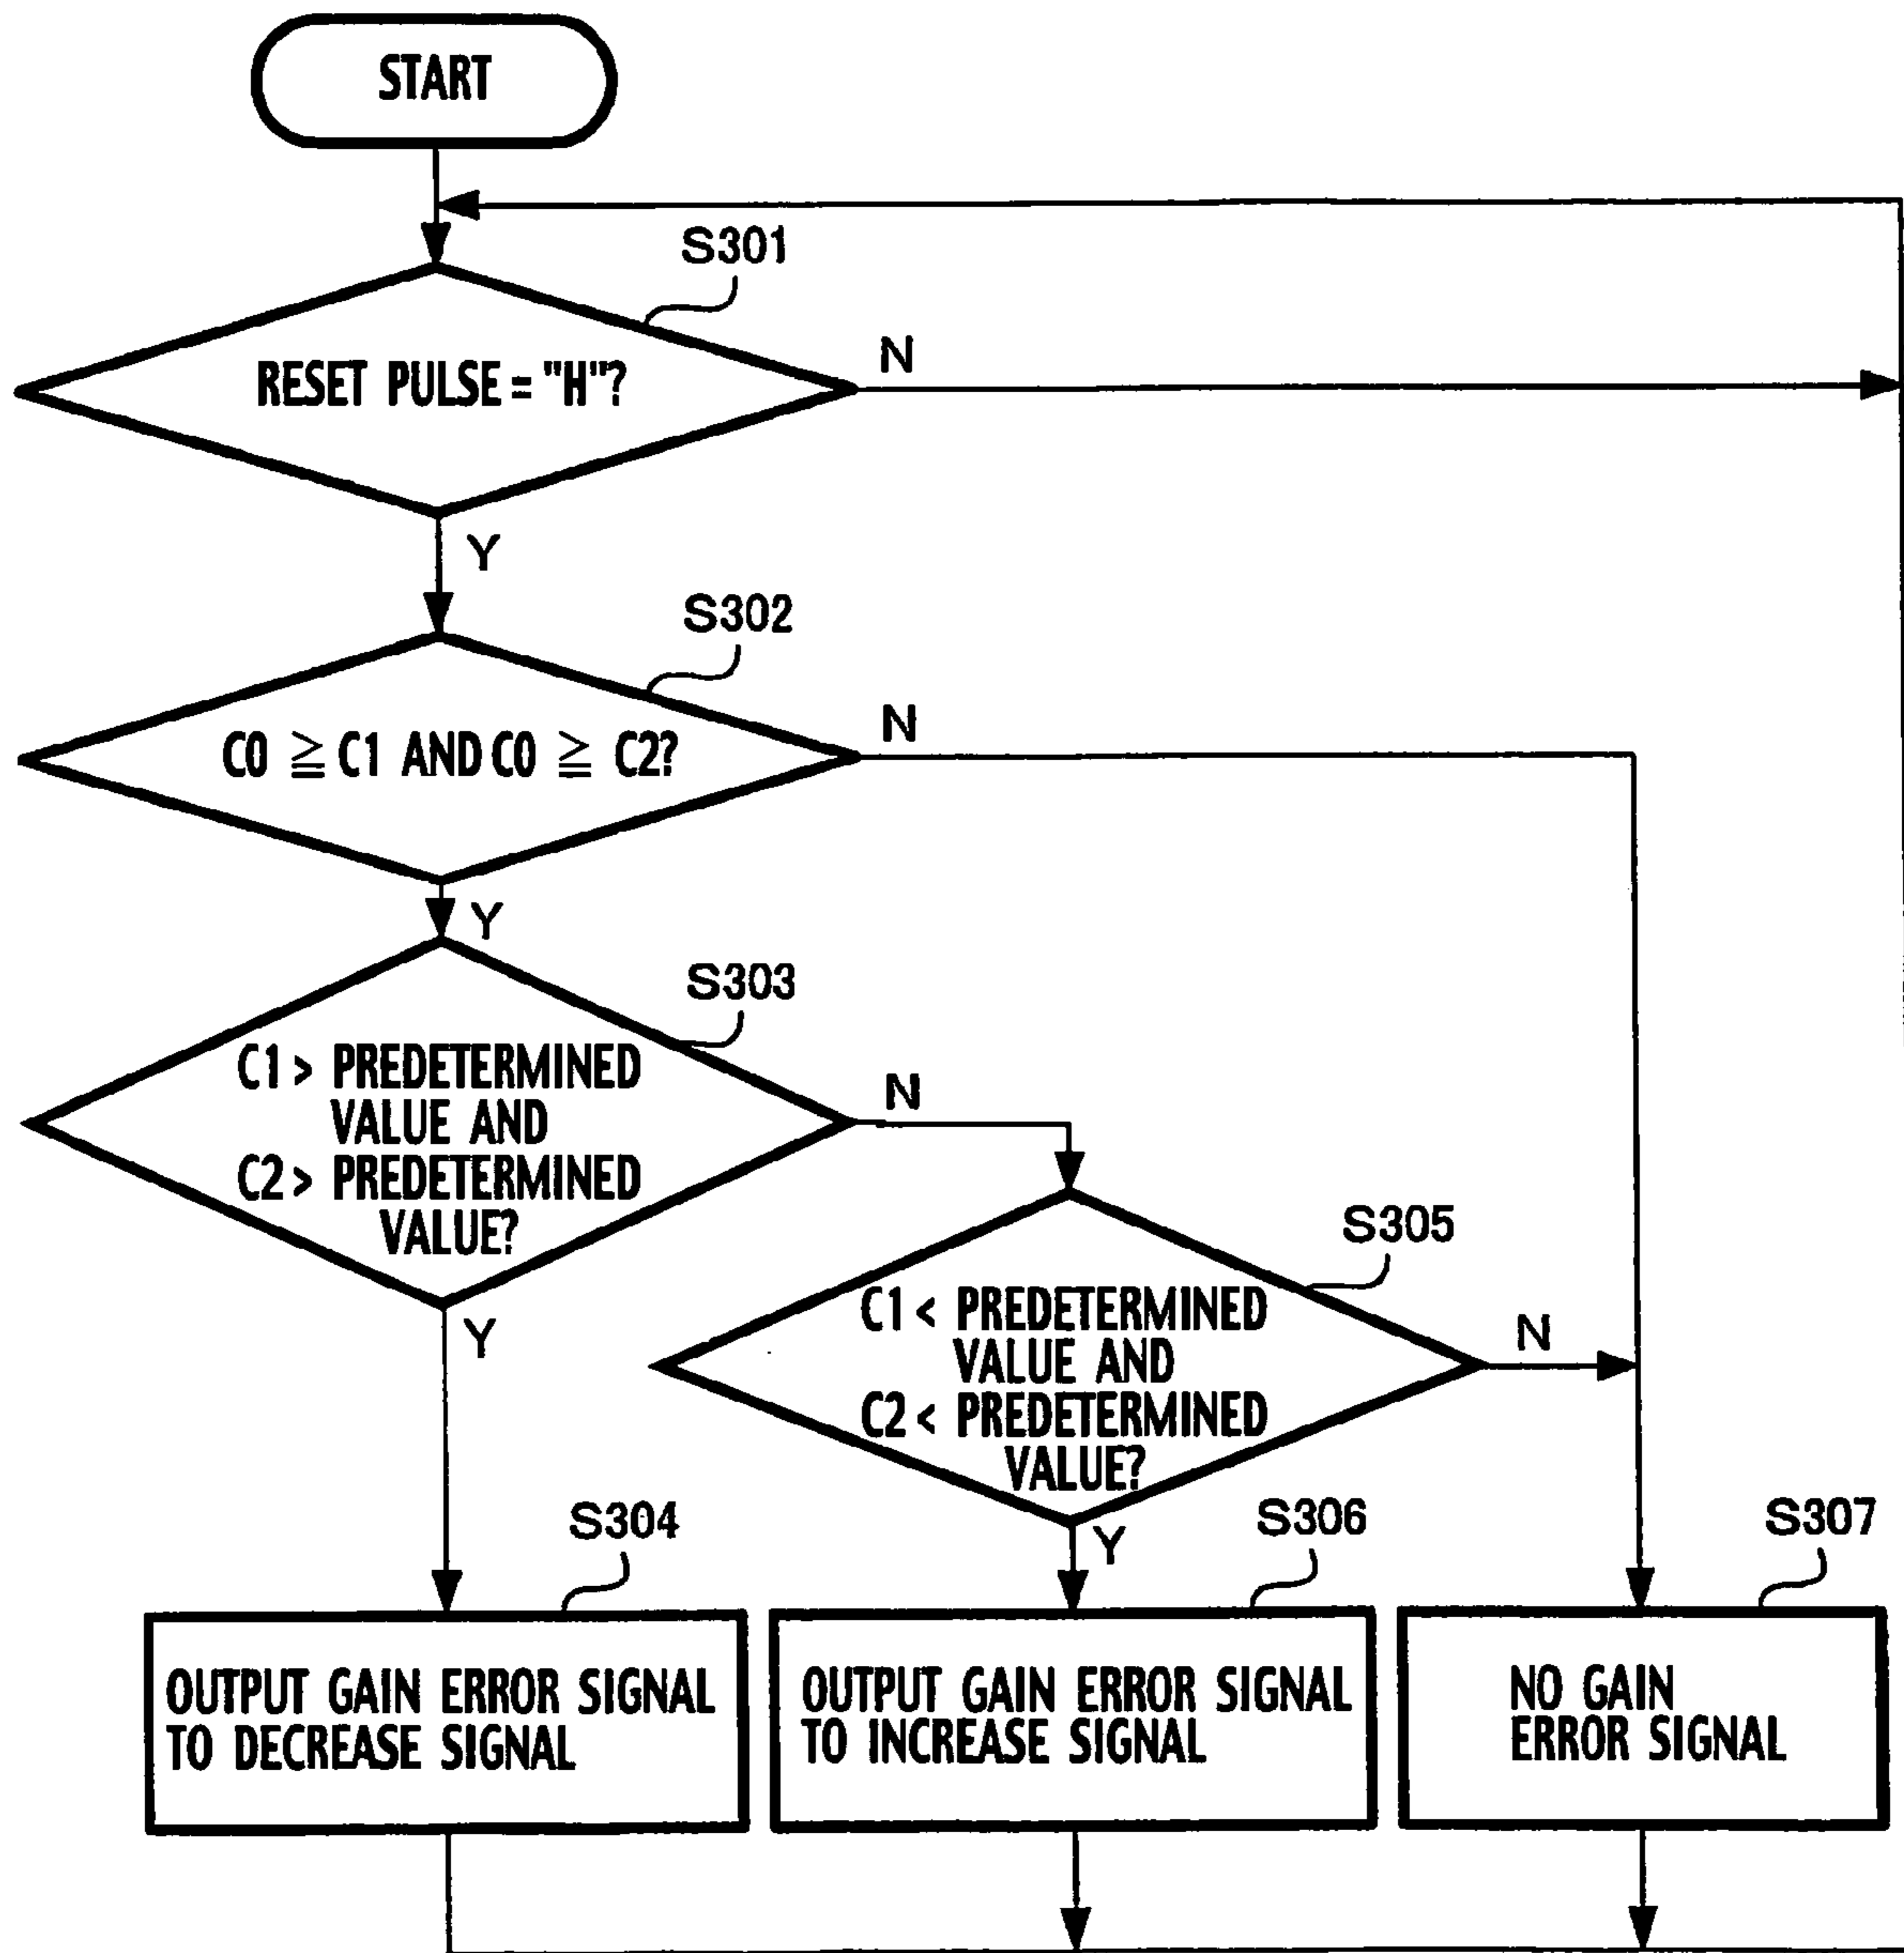 START
S301
RESET PULSE = "H"?
N
Y
S302
C0 ≧ C1 AND C0 ≧ C2?
N
Y
S303
C1 > PREDETERMINED
VALUE AND
C2 > PREDETERMINED
VALUE?
N
Y
S305
C1 < PREDETERMINED
VALUE AND
C2 < PREDETERMINED
VALUE?
N
Y
S304
OUTPUT GAIN ERROR SIGNAL
TO DECREASE SIGNAL
S306
OUTPUT GAIN ERROR SIGNAL
TO INCREASE SIGNAL
S307
NO GAIN
ERROR SIGNAL